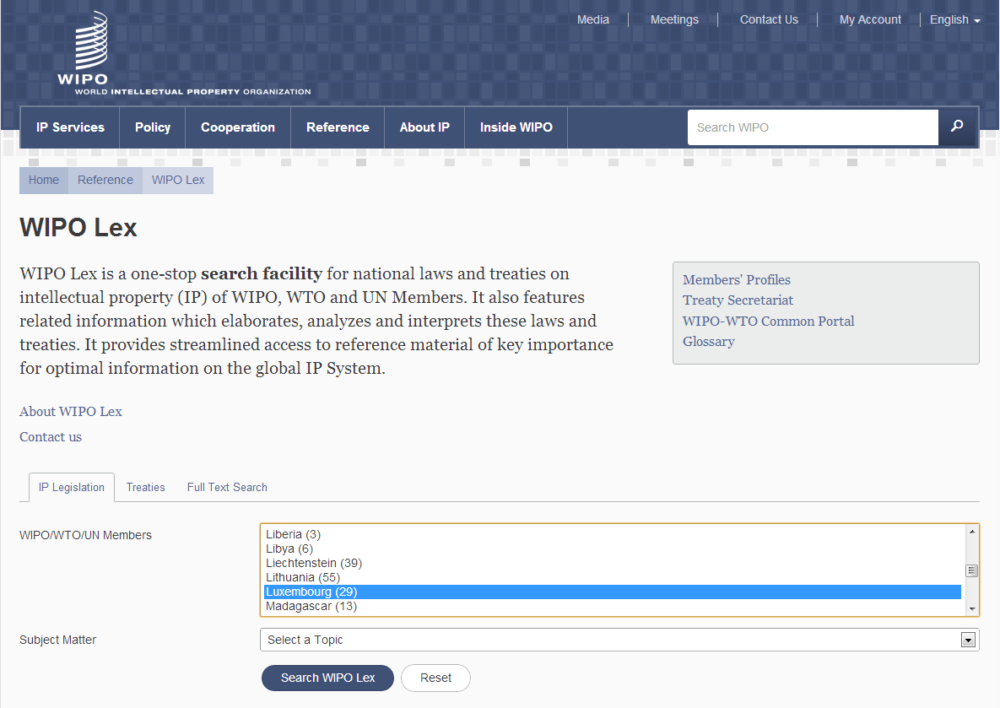 Media
Meetings
Contact Us
My Account
English
WIPO
WORLD INTELLECTUAL PROPERTY ORGANIZATION
IP Services
Policy
Cooperation
Reference
About IP
Inside WIPO
Search WIPO
Home
Reference
WIPO Lex
WIPO Lex
WIPO Lex is a one-stop search facility for national laws and treaties on
intellectual property (IP) of WIPO, WTO and UN Members. It also features
related information which elaborates, analyzes and interprets these laws and
treaties. It provides streamlined access to reference material of key importance
for optimal information on the global IP System.
Members' Profiles
Treaty Secretariat
WIPO-WTO Common Portal
Glossary
About WIPO Lex
Contact us
IP Legislation
Treaties
Full Text Search
WIPO/WTO/UN Members
Liberia (3)
Libya (6)
Liechtenstein (39)
Lithuania (55)
Luxembourg (29)
Madagascar (13)
Subject Matter
Select a Topic
Search WIPO Lex
Reset